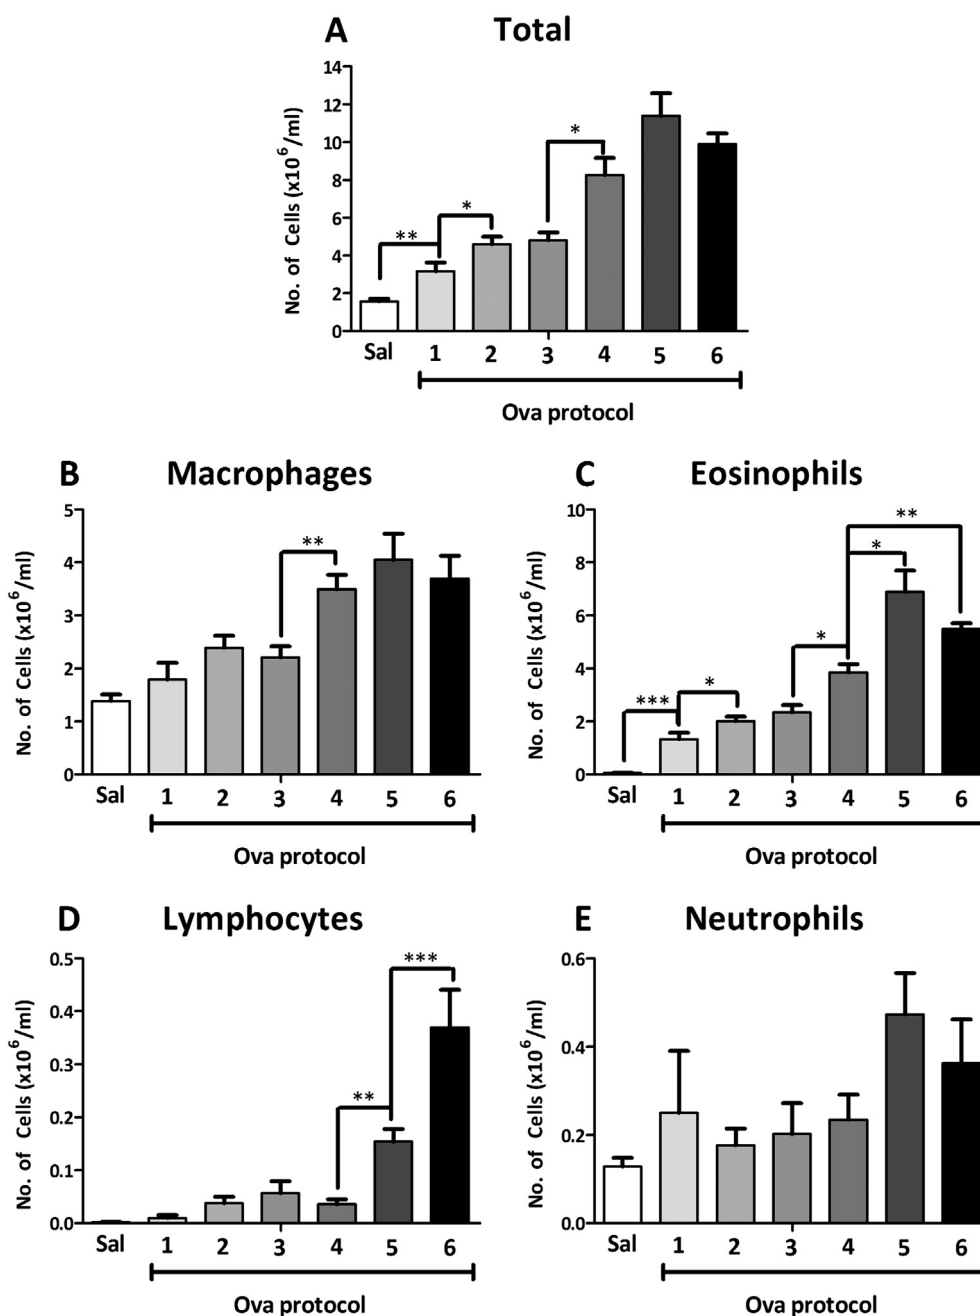 A Total
No. of Cells (x10⁶/ml)
14
12
10
8
6
4
2
0
** * *
Sal 1 2 3 4 5 6
Ova protocol
B Macrophages
No. of Cells (x10⁶/ml)
5
4
3
2
1
0
**
Sal 1 2 3 4 5 6
Ova protocol
C Eosinophils
No. of Cells (x10⁶/ml)
10
8
6
4
2
0
*** * * * **
Sal 1 2 3 4 5 6
Ova protocol
D Lymphocytes
No. of Cells (x10⁶/ml)
0.5
0.4
0.3
0.2
0.1
0.0
** ***
Sal 1 2 3 4 5 6
Ova protocol
E Neutrophils
No. of Cells (x10⁶/ml)
0.6
0.4
0.2
0.0
Sal 1 2 3 4 5 6
Ova protocol